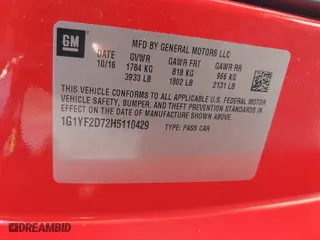 GM
MFD BY GENERAL MOTORS LLC
DATE GVWR GAWR FRT GAWR RR
10/16 1784 KG 818 KG 966 KG
3933 LB 1802 LB 2131 LB
THIS VEHICLE CONFORMS TO ALL APPLICABLE U.S. FEDERAL MOTOR
VEHICLE SAFETY, BUMPER, AND THEFT PREVENTION STANDARDS IN
EFFECT ON THE DATE OF MANUFACTURE SHOWN ABOVE.
1G1YF2D72H5110429 TYPE: PASS CAR
DREAMBID